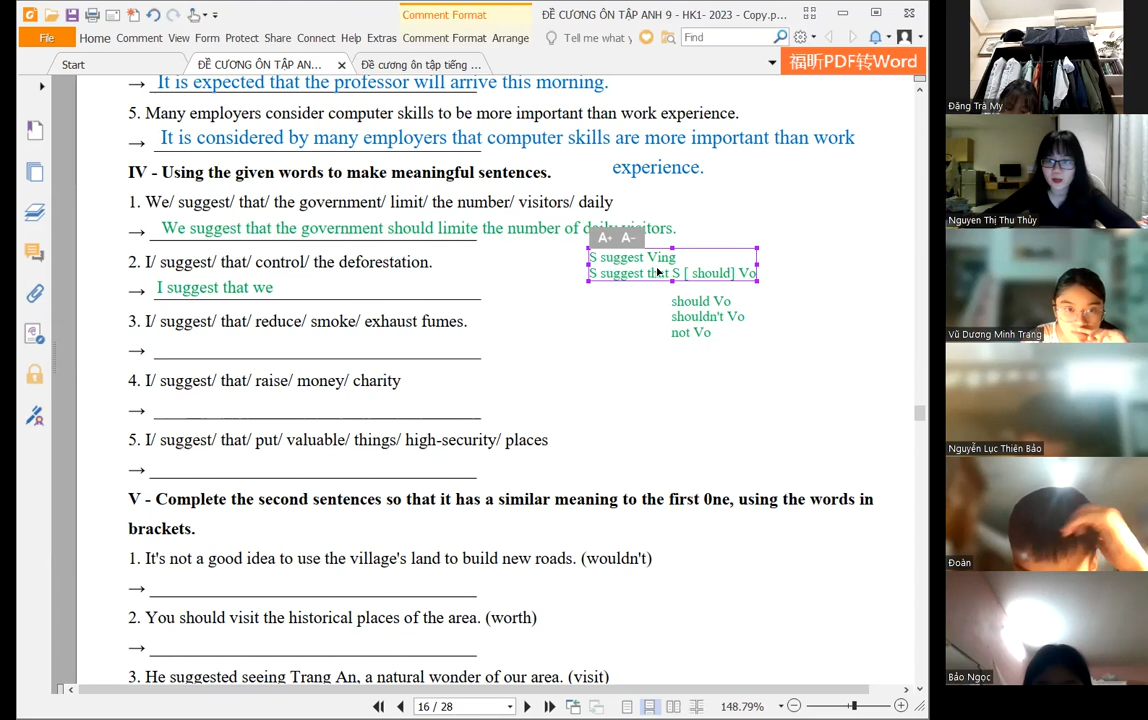 Comment Format
ĐỀ CƯƠNG ÔN TẬP ANH 9 - HK1- 2023 - Copy.p...
File Home Comment View Form Protect Share Connect Help Extras Comment Format Arrange Tell me what y Find
Start ĐỀ CƯƠNG ÔN TẬP AN... Đề cương ôn tập tiếng ... 福昕PDF转Word
→ It is expected that the professor will arrive this morning.
5. Many employers consider computer skills to be more important than work experience.
→ It is considered by many employers that computer skills are more important than work
experience.
IV - Using the given words to make meaningful sentences.
1. We/ suggest/ that/ the government/ limit/ the number/ visitors/ daily
→ We suggest that the government should limite the number of daily visitors.
A+ A-
S suggest Ving
2. I/ suggest/ that/ control/ the deforestation.
S suggest that S [ should] Vo
→ I suggest that we
should Vo
shouldn't Vo
3. I/ suggest/ that/ reduce/ smoke/ exhaust fumes.
not Vo
→
4. I/ suggest/ that/ raise/ money/ charity
→
5. I/ suggest/ that/ put/ valuable/ things/ high-security/ places
→
V - Complete the second sentences so that it has a similar meaning to the first 0ne, using the words in
brackets.
1. It's not a good idea to use the village's land to build new roads. (wouldn't)
→
2. You should visit the historical places of the area. (worth)
→
3. He suggested seeing Trang An, a natural wonder of our area. (visit)
16 / 28 148.79%
Đặng Trà My
Nguyen Thi Thu Thủy
Vũ Dương Minh Trang
Nguyễn Lục Thiên Bảo
Đoàn
Bảo Ngọc